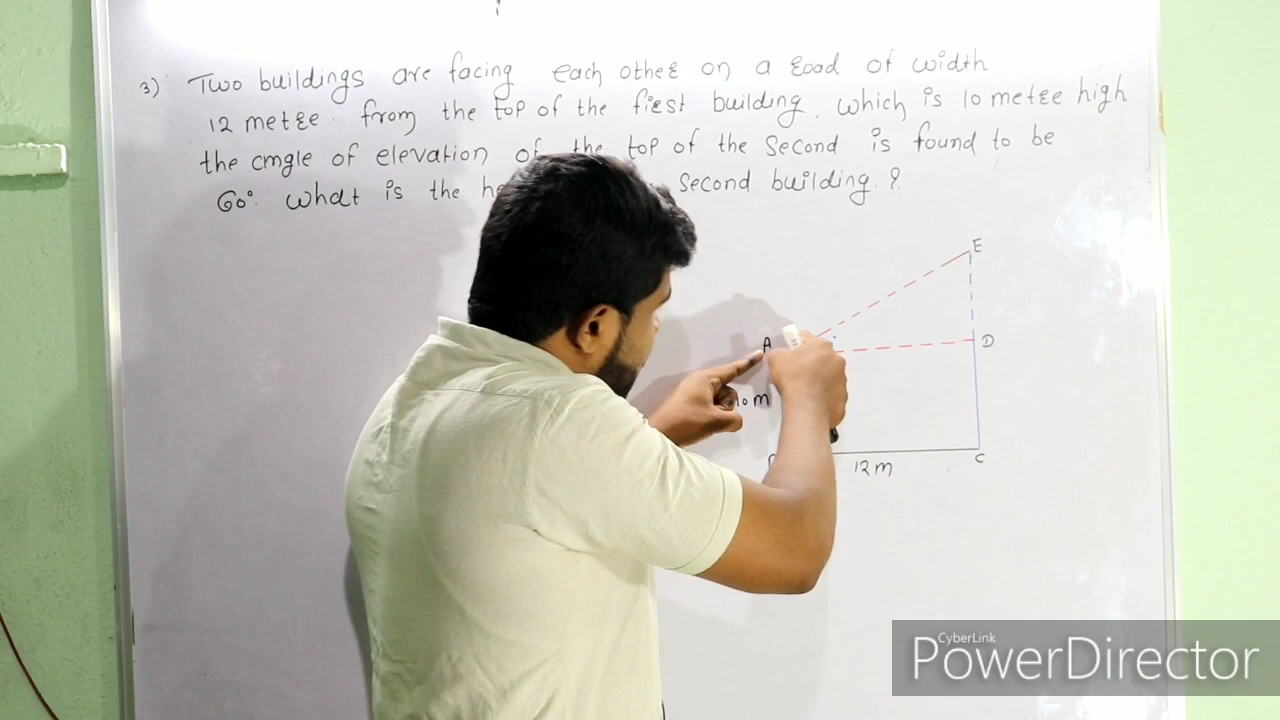 3) Two buildings are facing each other on a road of width
12 metre. from the top of the first building. which is 10 metre high
the angle of elevation of the top of the second is found to be
60°. what is the second building. ?
E
A
D
10 m
12 m
C
CyberLink
PowerDirector